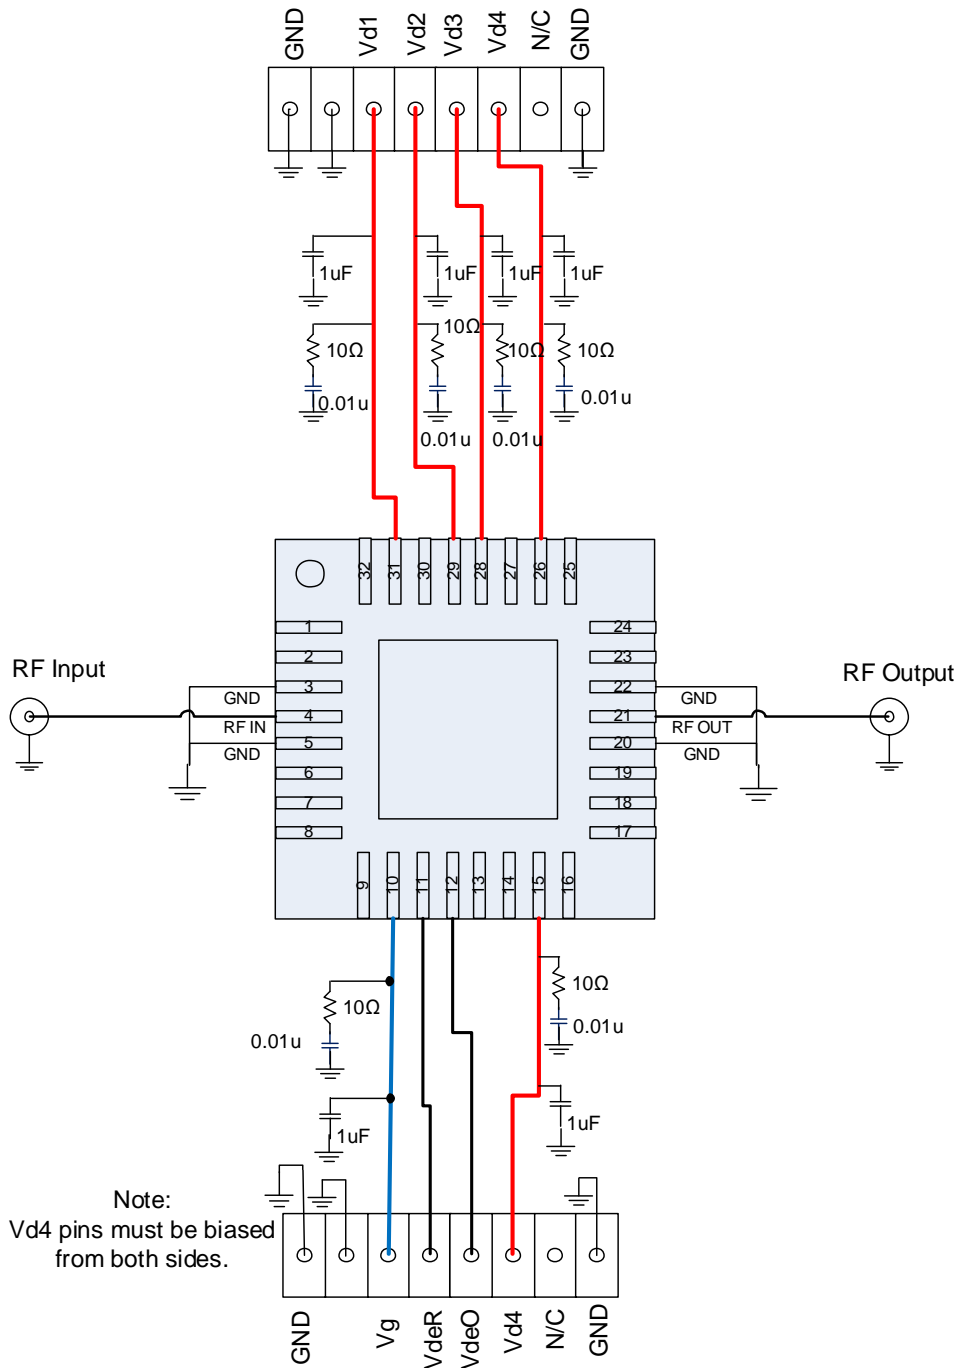 GND
Vd1
Vd2
Vd3
Vd4
N/C
GND
1uF
1uF
1uF
1uF
10Ω
10Ω
10Ω
10Ω
0.01u
0.01u
0.01u
0.01u
32
31
30
29
28
27
26
25
1
2
3
4
5
6
7
8
24
23
22
21
20
19
18
17
RF Input
GND
RF IN
GND
RF Output
GND
RF OUT
GND
9
10
11
12
13
14
15
16
10Ω
0.01u
1uF
10Ω
0.01u
1uF
Note:
Vd4 pins must be biased
from both sides.
GND
Vg
VdeR
VdeO
Vd4
N/C
GND